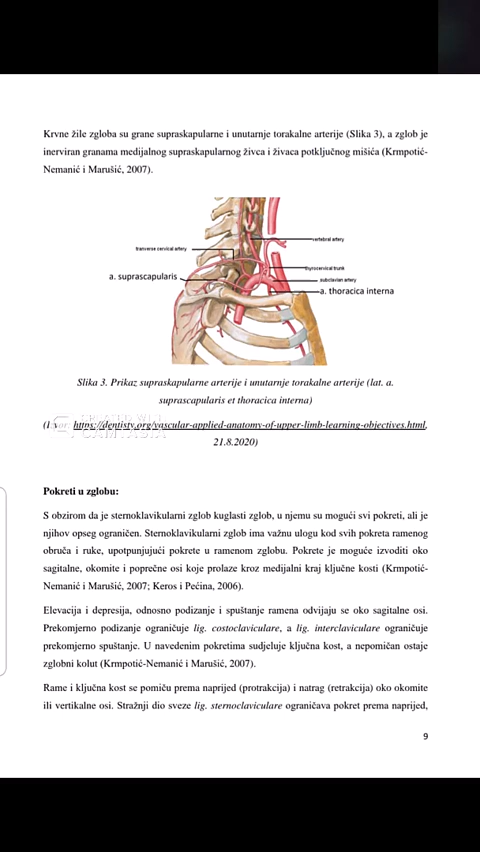 Krvne žile zgloba su grane supraskapularne i unutarnje torakalne arterije (Slika 3), a zglob je
inerviran granama medijalnog supraskapularnog živca i živaca potključnog mišića (Krmpotić-
Nemanić i Marušić, 2007).
vertebral artery
transverse cervical artery
thyrocervical trunk
a. suprascapularis
subclavian artery
a. thoracica interna
Slika 3. Prikaz supraskapularne arterije i unutarnje torakalne arterije (lat. a.
suprascapularis et thoracica interna)
https://dentisty.org/vascular-applied-anatomy-of-upper-limb-learning-objectives.html,
21.8.2020)
Pokreti u zglobu:
S obzirom da je sternoklavikularni zglob kuglasti zglob, u njemu su mogući svi pokreti, ali je
njihov opseg ograničen. Sternoklavikularni zglob ima važnu ulogu kod svih pokreta ramenog
obruča i ruke, upotpunjujući pokrete u ramenom zglobu. Pokrete je moguće izvoditi oko
sagitalne, okomite i poprečne osi koje prolaze kroz medijalni kraj ključne kosti (Krmpotić-
Nemanić i Marušić, 2007; Keros i Pećina, 2006).
Elevacija i depresija, odnosno podizanje i spuštanje ramena odvijaju se oko sagitalne osi.
Prekomjerno podizanje ograničuje lig. costoclaviculare, a lig. interclaviculare ograničuje
prekomjerno spuštanje. U navedenim pokretima sudjeluje ključna kost, a nepomičan ostaje
zglobni kolut (Krmpotić-Nemanić i Marušić, 2007).
Rame i ključna kost se pomiču prema naprijed (protrakcija) i natrag (retrakcija) oko okomite
ili vertikalne osi. Stražnji dio sveze lig. sternoclaviculare ograničava pokret prema naprijed,
9